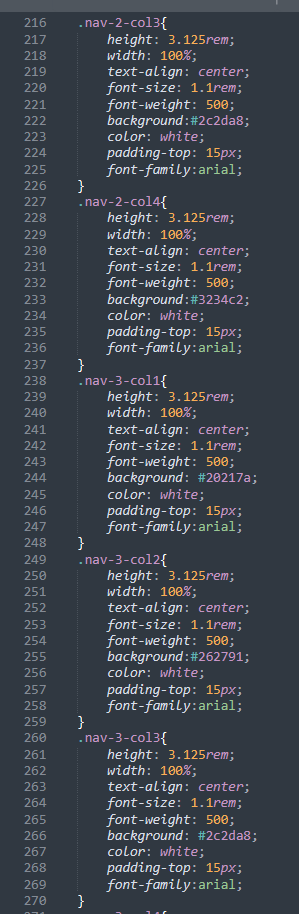 216 .nav-2-col3{
217 height: 3.125rem;
218 width: 100%;
219 text-align: center;
220 font-size: 1.1rem;
221 font-weight: 500;
222 background:#2c2da8;
223 color: white;
224 padding-top: 15px;
225 font-family:arial;
226 }
227 .nav-2-col4{
228 height: 3.125rem;
229 width: 100%;
230 text-align: center;
231 font-size: 1.1rem;
232 font-weight: 500;
233 background:#3234c2;
234 color: white;
235 padding-top: 15px;
236 font-family:arial;
237 }
238 .nav-3-col1{
239 height: 3.125rem;
240 width: 100%;
241 text-align: center;
242 font-size: 1.1rem;
243 font-weight: 500;
244 background: #20217a;
245 color: white;
246 padding-top: 15px;
247 font-family:arial;
248 }
249 .nav-3-col2{
250 height: 3.125rem;
251 width: 100%;
252 text-align: center;
253 font-size: 1.1rem;
254 font-weight: 500;
255 background:#262791;
256 color: white;
257 padding-top: 15px;
258 font-family:arial;
259 }
260 .nav-3-col3{
261 height: 3.125rem;
262 width: 100%;
263 text-align: center;
264 font-size: 1.1rem;
265 font-weight: 500;
266 background:#2c2da8;
267 color: white;
268 padding-top: 15px;
269 font-family:arial;
270 }